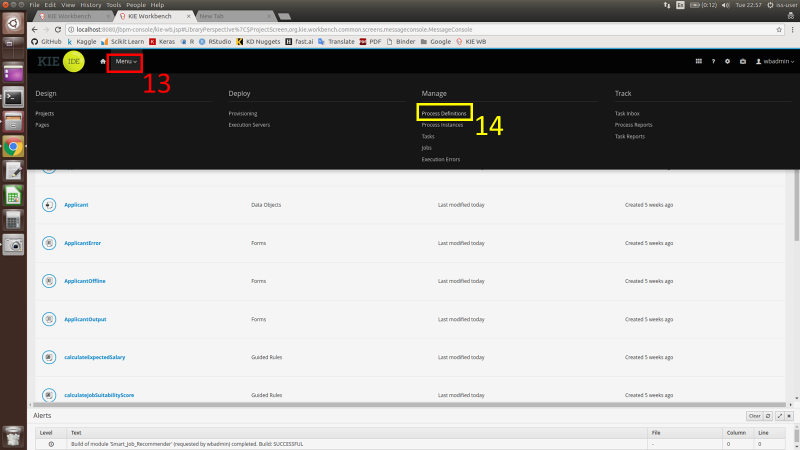 File Edit View History Bookmarks Tools People Help
En (0:12) Tue 22:57 iss-user
KIE Workbench KIE Workbench New Tab
localhost:8080/jbpm-console/kie-wb.jsp#LibraryPerspective%7C$ProjectScreen,org.kie.workbench.common.screens.messageconsole.MessageConsole
GitHub Kaggle Scikit Learn Keras R RStudio KD Nuggets fast.ai Translate PDF Binder Google KIE WB
KIE IDE Menu wbadmin
13
Design Deploy Manage Track
Projects Provisioning Process Definitions Task Inbox
14
Pages Execution Servers Process Instances Process Reports
Tasks Task Reports
Jobs
Execution Errors
Applicant Data Objects Last modified today Created 5 weeks ago
ApplicantError Forms Last modified today Created 5 weeks ago
ApplicantOffline Forms Last modified today Created 5 weeks ago
ApplicantOutput Forms Last modified today Created 5 weeks ago
calculateExpectedSalary Guided Rules Last modified today Created 5 weeks ago
calculateJobSuitabilityScore Guided Rules Last modified today Created 5 weeks ago
Alerts Clear
Level Text File Column Line
Build of module 'Smart_Job_Recommender' (requested by wbadmin) completed. Build: SUCCESSFUL - 0 0